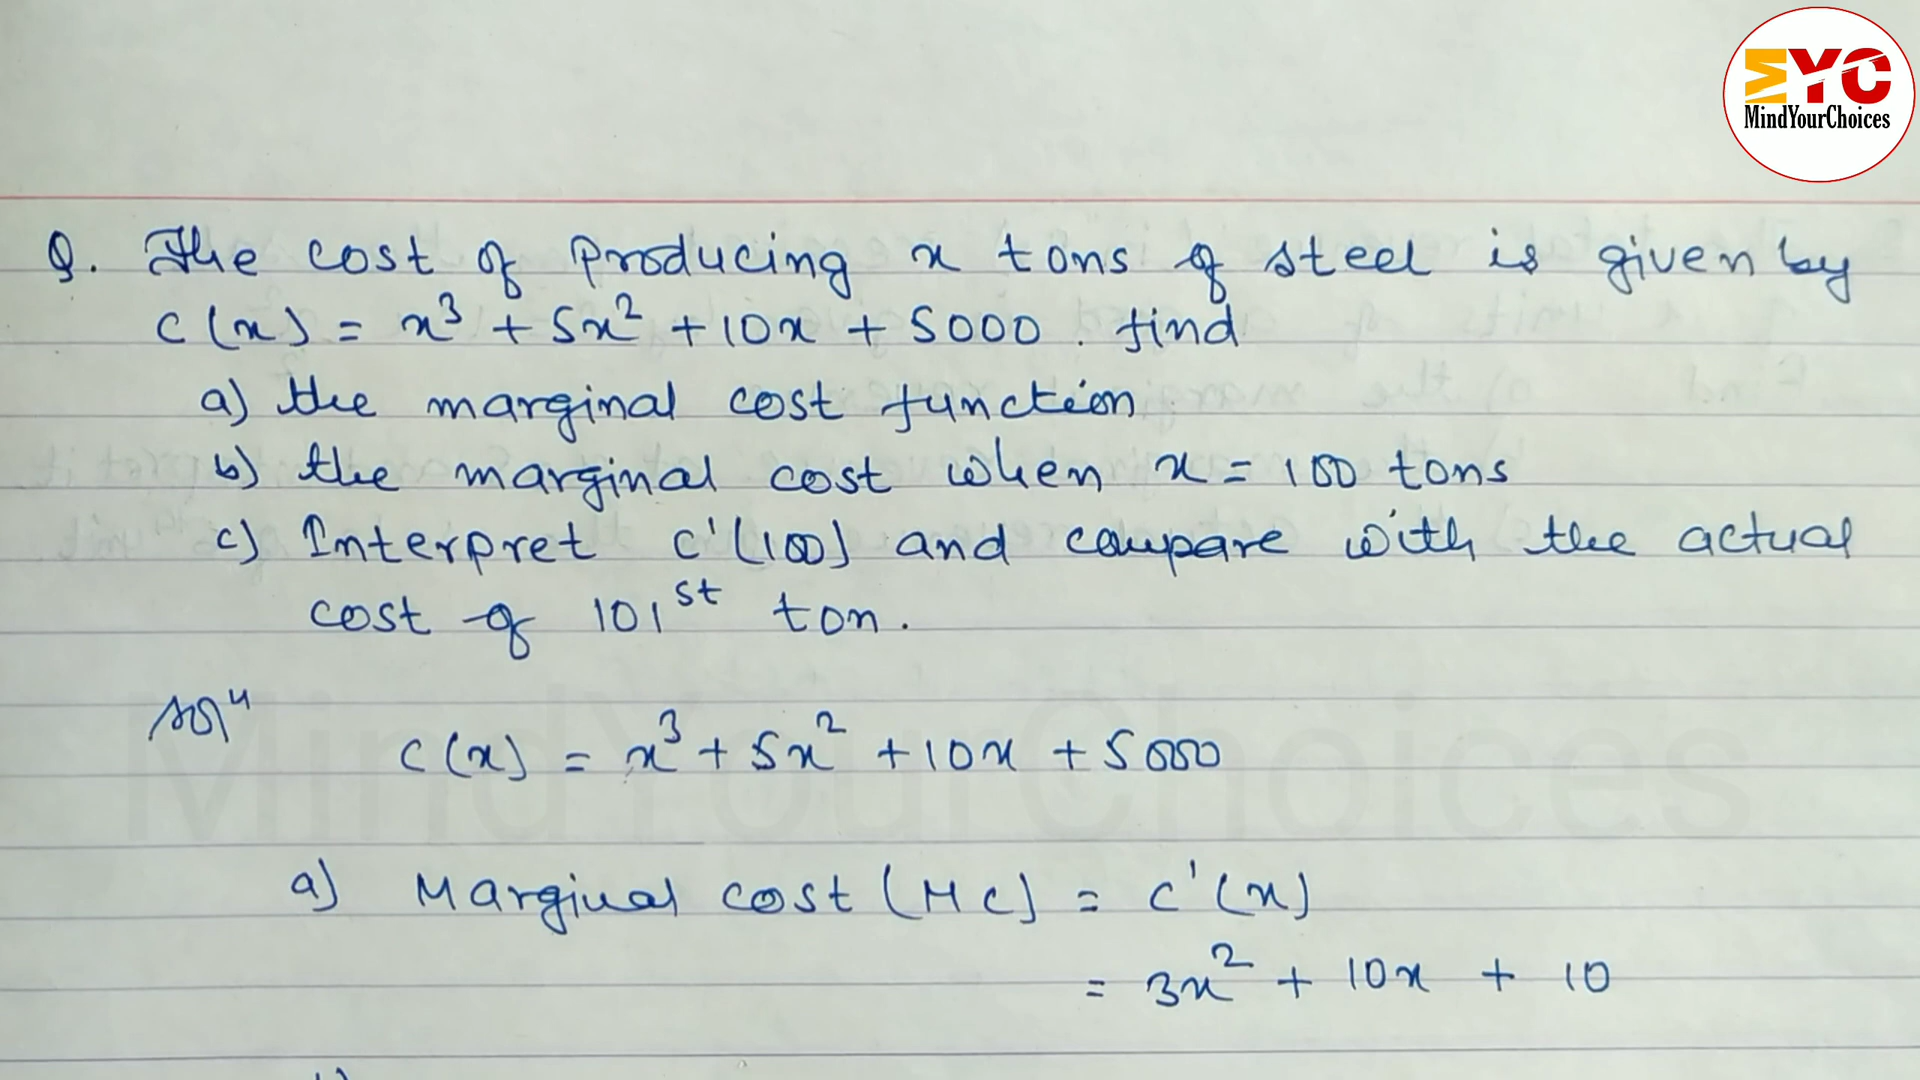 MYC
MindYourChoices
Q. The cost of producing x tons of steel is given by
C(x) = x³ + 5x² + 10x + 5000. find
a) the marginal cost function
b) the marginal cost when x = 100 tons
c) Interpret C'(100) and compare with the actual
cost of 101st ton.
Solⁿ
C(x) = x³ + 5x² + 10x + 5000
MindYourChoices
a) Marginal cost (MC) = C'(x)
= 3x² + 10x + 10